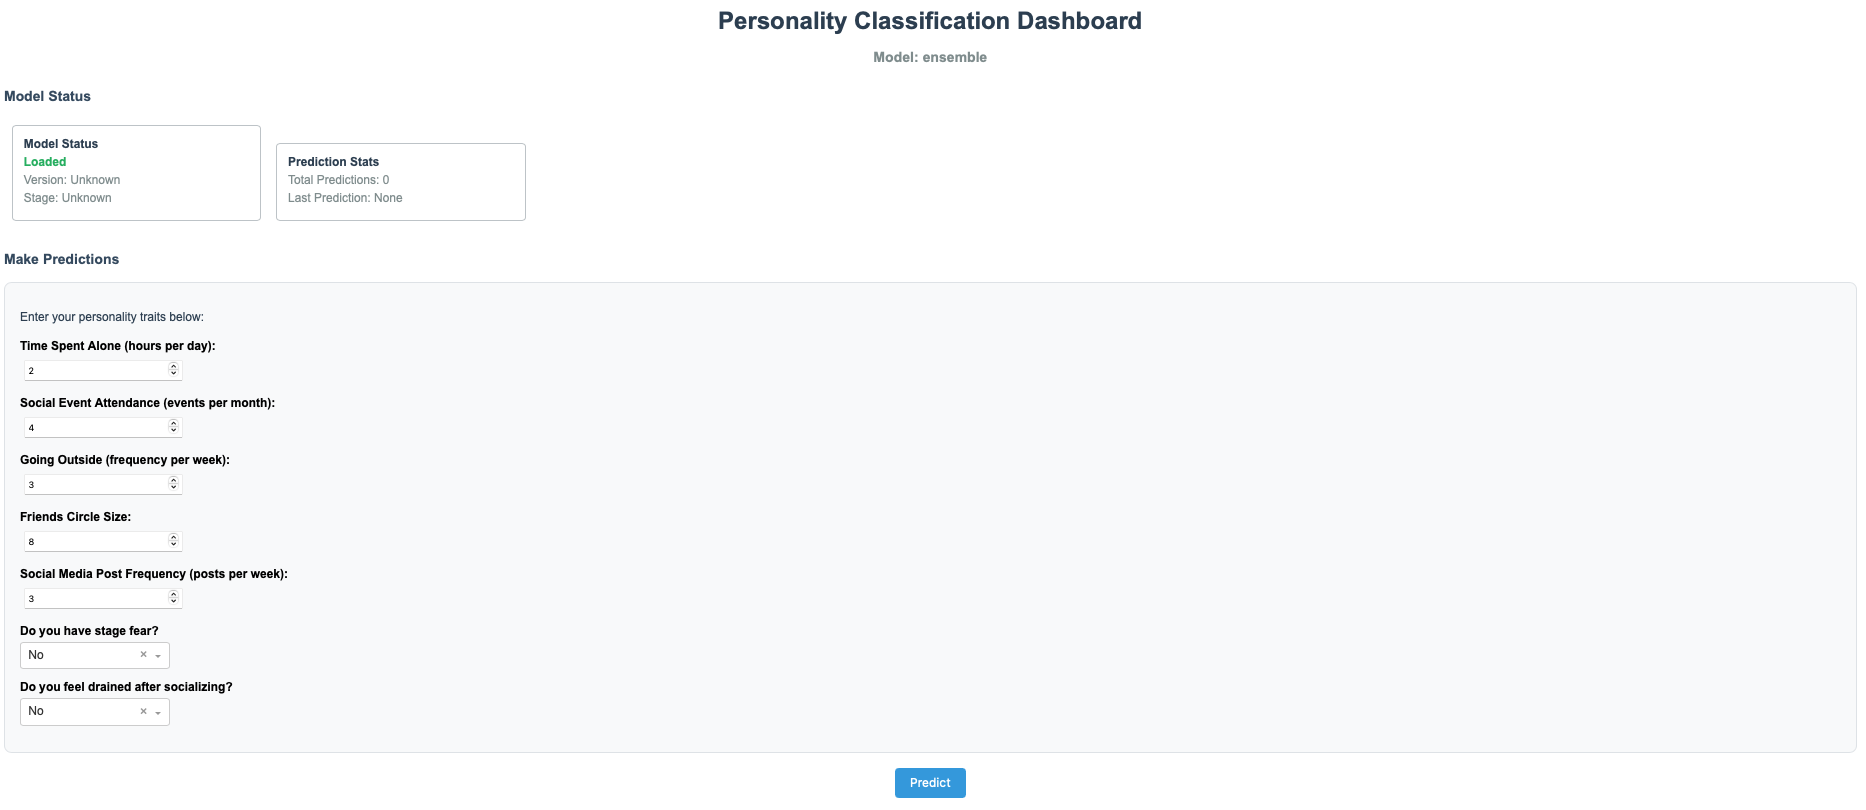 Personality Classification Dashboard
Model: ensemble
Model Status
Model Status
Loaded
Version: Unknown
Stage: Unknown
Prediction Stats
Total Predictions: 0
Last Prediction: None
Make Predictions
Enter your personality traits below:
Time Spent Alone (hours per day):
2
Social Event Attendance (events per month):
4
Going Outside (frequency per week):
3
Friends Circle Size:
8
Social Media Post Frequency (posts per week):
3
Do you have stage fear?
No
Do you feel drained after socializing?
No
Predict